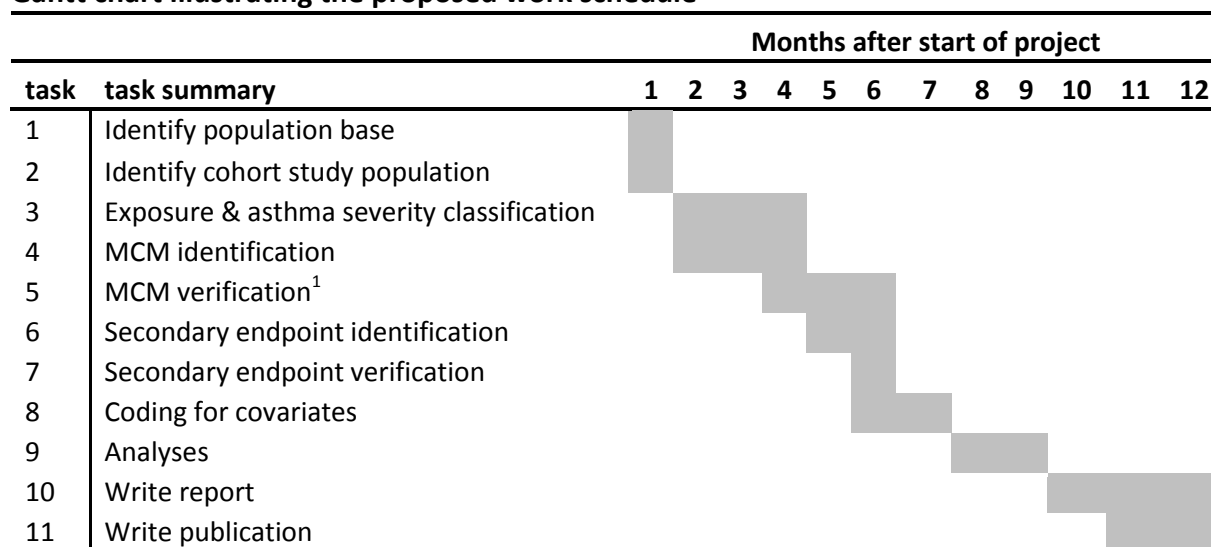 Gantt chart illustrating the proposed work schedule
Months after start of project
task task summary 1 2 3 4 5 6 7 8 9 10 11 12
1 Identify population base
2 Identify cohort study population
3 Exposure & asthma severity classification
4 MCM identification
5 MCM verification1
6 Secondary endpoint identification
7 Secondary endpoint verification
8 Coding for covariates
9 Analyses
10 Write report
11 Write publication